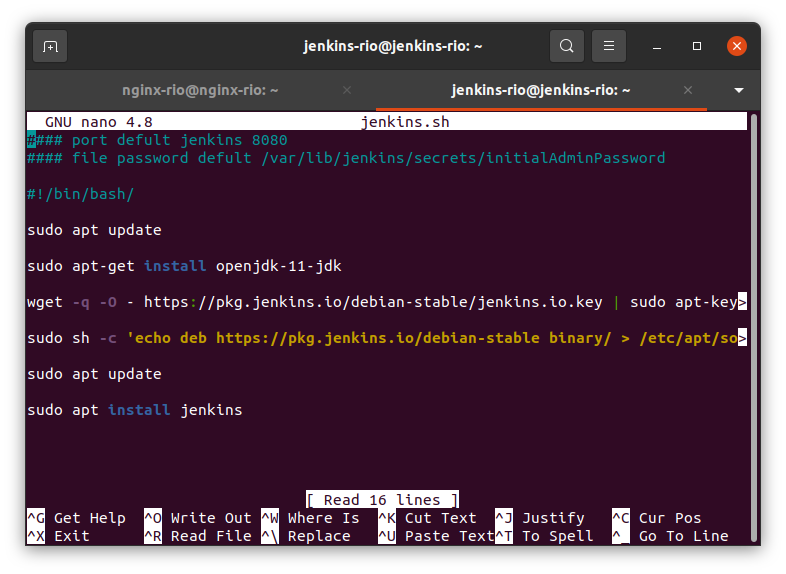 jenkins-rio@jenkins-rio: ~
nginx-rio@nginx-rio: ~ jenkins-rio@jenkins-rio: ~
GNU nano 4.8 jenkins.sh
#### port defult jenkins 8080
#### file password defult /var/lib/jenkins/secrets/initialAdminPassword
#!/bin/bash/
sudo apt update
sudo apt-get install openjdk-11-jdk
wget -q -O - https://pkg.jenkins.io/debian-stable/jenkins.io.key | sudo apt-key>
sudo sh -c 'echo deb https://pkg.jenkins.io/debian-stable binary/ > /etc/apt/so>
sudo apt update
sudo apt install jenkins
[ Read 16 lines ]
^G Get Help ^O Write Out ^W Where Is ^K Cut Text ^J Justify ^C Cur Pos
^X Exit ^R Read File ^\ Replace ^U Paste Text ^T To Spell ^_ Go To Line